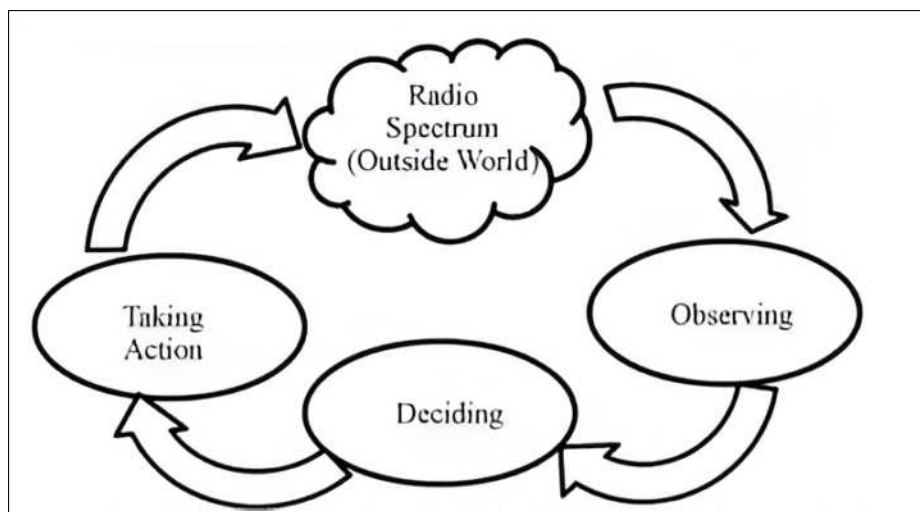 Radio
Spectrum
(Outside World)
Observing
Taking
Action
Deciding